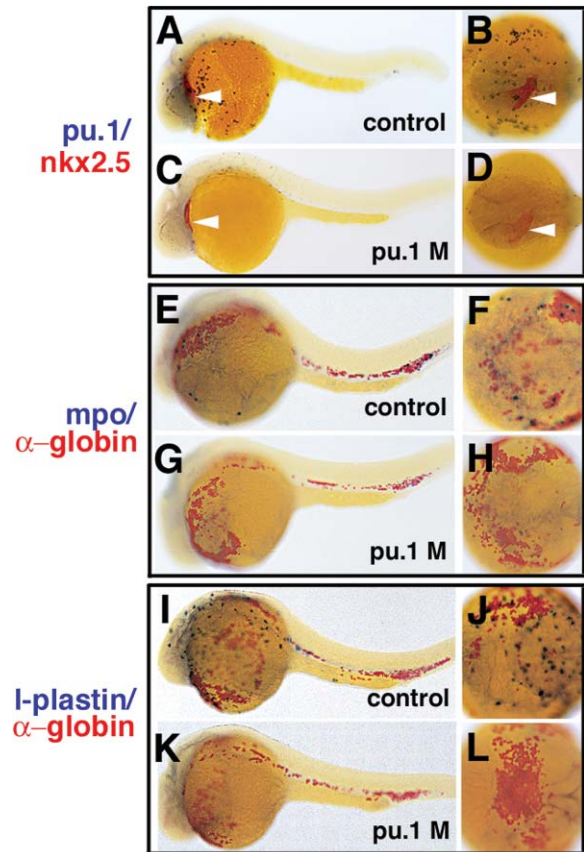 A
B
pu.1/
nkx2.5
control
C
D
pu.1 M
E
F
mpo/
α–globin
control
G
H
pu.1 M
I
J
l-plastin/
α–globin
control
K
L
pu.1 M